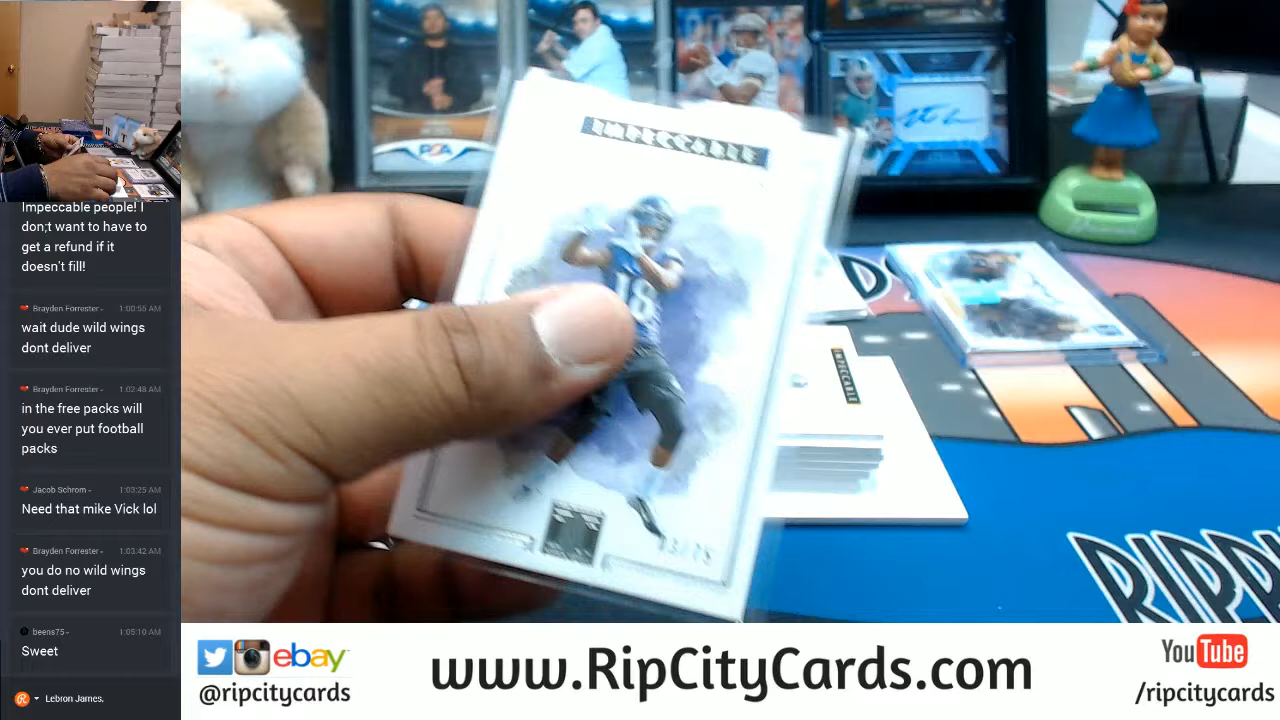 Impeccable people! I
don;t want to have to
get a refund if it
doesn't fill!
Brayden Forrester - 1:00:55 AM
wait dude wild wings
dont deliver
Brayden Forrester - 1:02:48 AM
in the free packs will
you ever put football
packs
Jacob Schrom - 1:03:25 AM
Need that mike Vick lol
Brayden Forrester - 1:03:42 AM
you do no wild wings
dont deliver
beens75 - 1:05:10 AM
Sweet
Lebron James.
PSA
IMPECCABLE
18
IMPECCABLE
RIPP
ebay
@ripcitycards
www.RipCityCards.com
YouTube
/ripcitycards